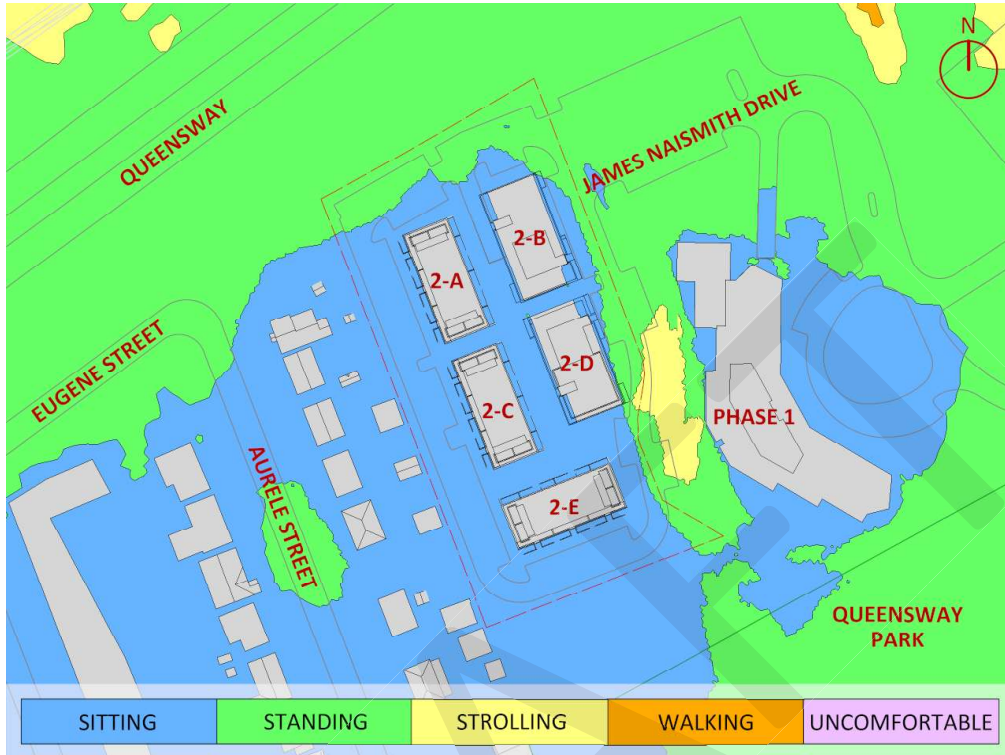 N
QUEENSWAY
JAMES NAISMITH DRIVE
2-B
2-A
EUGENE STREET
2-D
2-C
PHASE 1
AURELE STREET
2-E
QUEENSWAY
PARK
SITTING STANDING STROLLING WALKING UNCOMFORTABLE